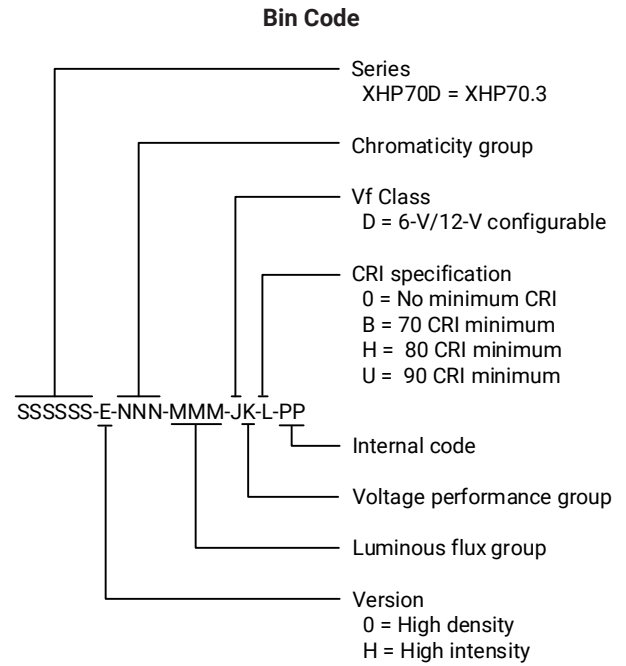 Bin Code
Series
XHP70D = XHP70.3
Chromaticity group
Vf Class
D = 6-V/12-V configurable
CRI specification
0 = No minimum CRI
B = 70 CRI minimum
H =  80 CRI minimum
U =  90 CRI minimum
SSSSSS-E-NNN-MMM-JK-L-PP
Internal code
Voltage performance group
Luminous flux group
Version
0 = High density
H = High intensity